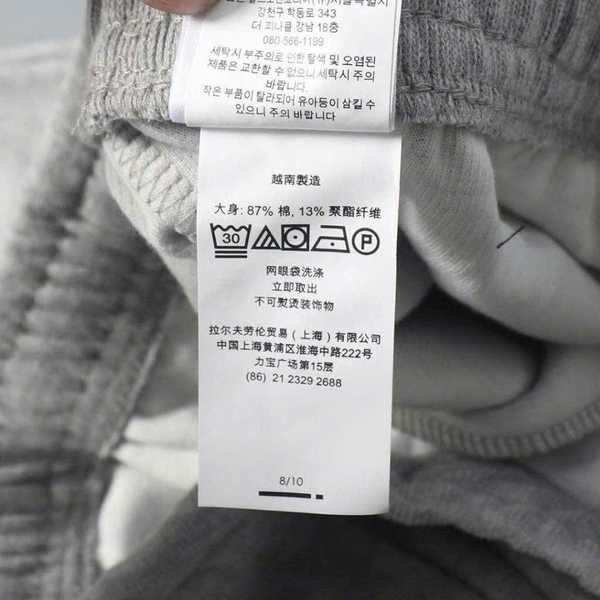 강천구 학동로 343
더 피나클 강남 18층
080-566-1199
세탁시 부주의로 인한 탈색 및 오염된
제품은 교환할 수 없으니 세탁시 주의
바랍니다.
작은 부품이 탈락되어 유아등이 삼킬 수
있으니 주의 바랍니다
越南製造
大身: 87% 棉, 13% 聚酯纤维
30 P
网眼袋洗涤
立即取出
不可熨烫装饰物
拉尔夫劳伦贸易（上海）有限公司
中国上海黄浦区淮海中路222号
力宝广场第15层
(86) 21 2329 2688
8/10